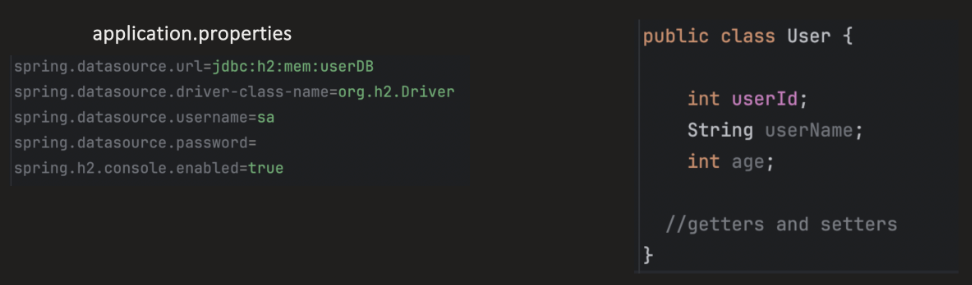 application.properties
spring.datasource.url=jdbc:h2:mem:userDB
spring.datasource.driver-class-name=org.h2.Driver
spring.datasource.username=sa
spring.datasource.password=
spring.h2.console.enabled=true
public class User {
int userId;
String userName;
int age;
//getters and setters
}